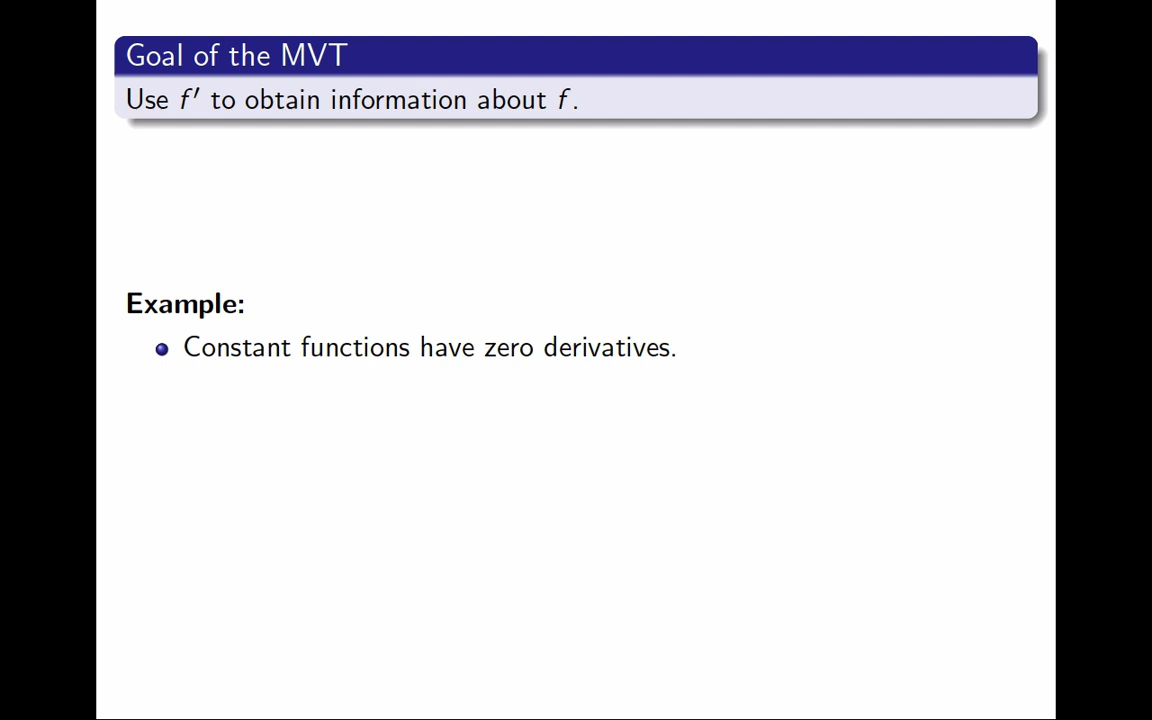 Goal of the MVT
Use f′ to obtain information about f.
Example:
Constant functions have zero derivatives.